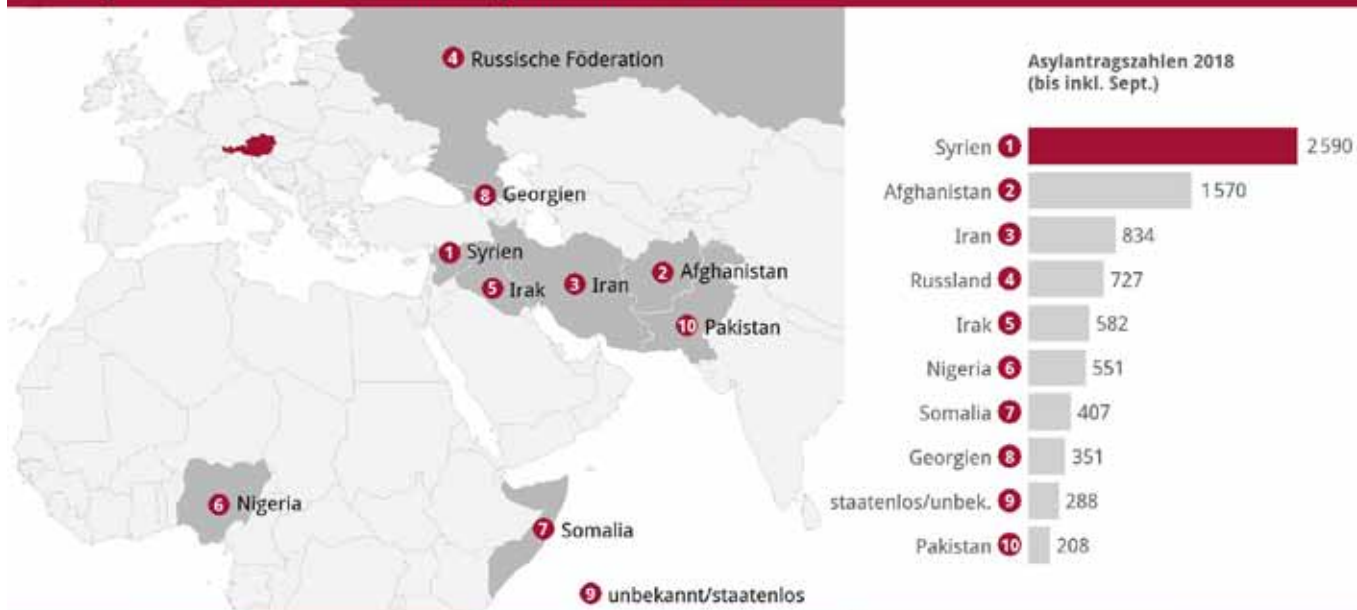 4 Russische Föderation
8 Georgien
1 Syrien
2 Afghanistan
5 Irak
3 Iran
10 Pakistan
6 Nigeria
7 Somalia
9 unbekannt/staatenlos
Asylantragszahlen 2018
(bis inkl. Sept.)
Syrien 1 2590
Afghanistan 2 1570
Iran 3 834
Russland 4 727
Irak 5 582
Nigeria 6 551
Somalia 7 407
Georgien 8 351
staatenlos/unbek. 9 288
Pakistan 10 208